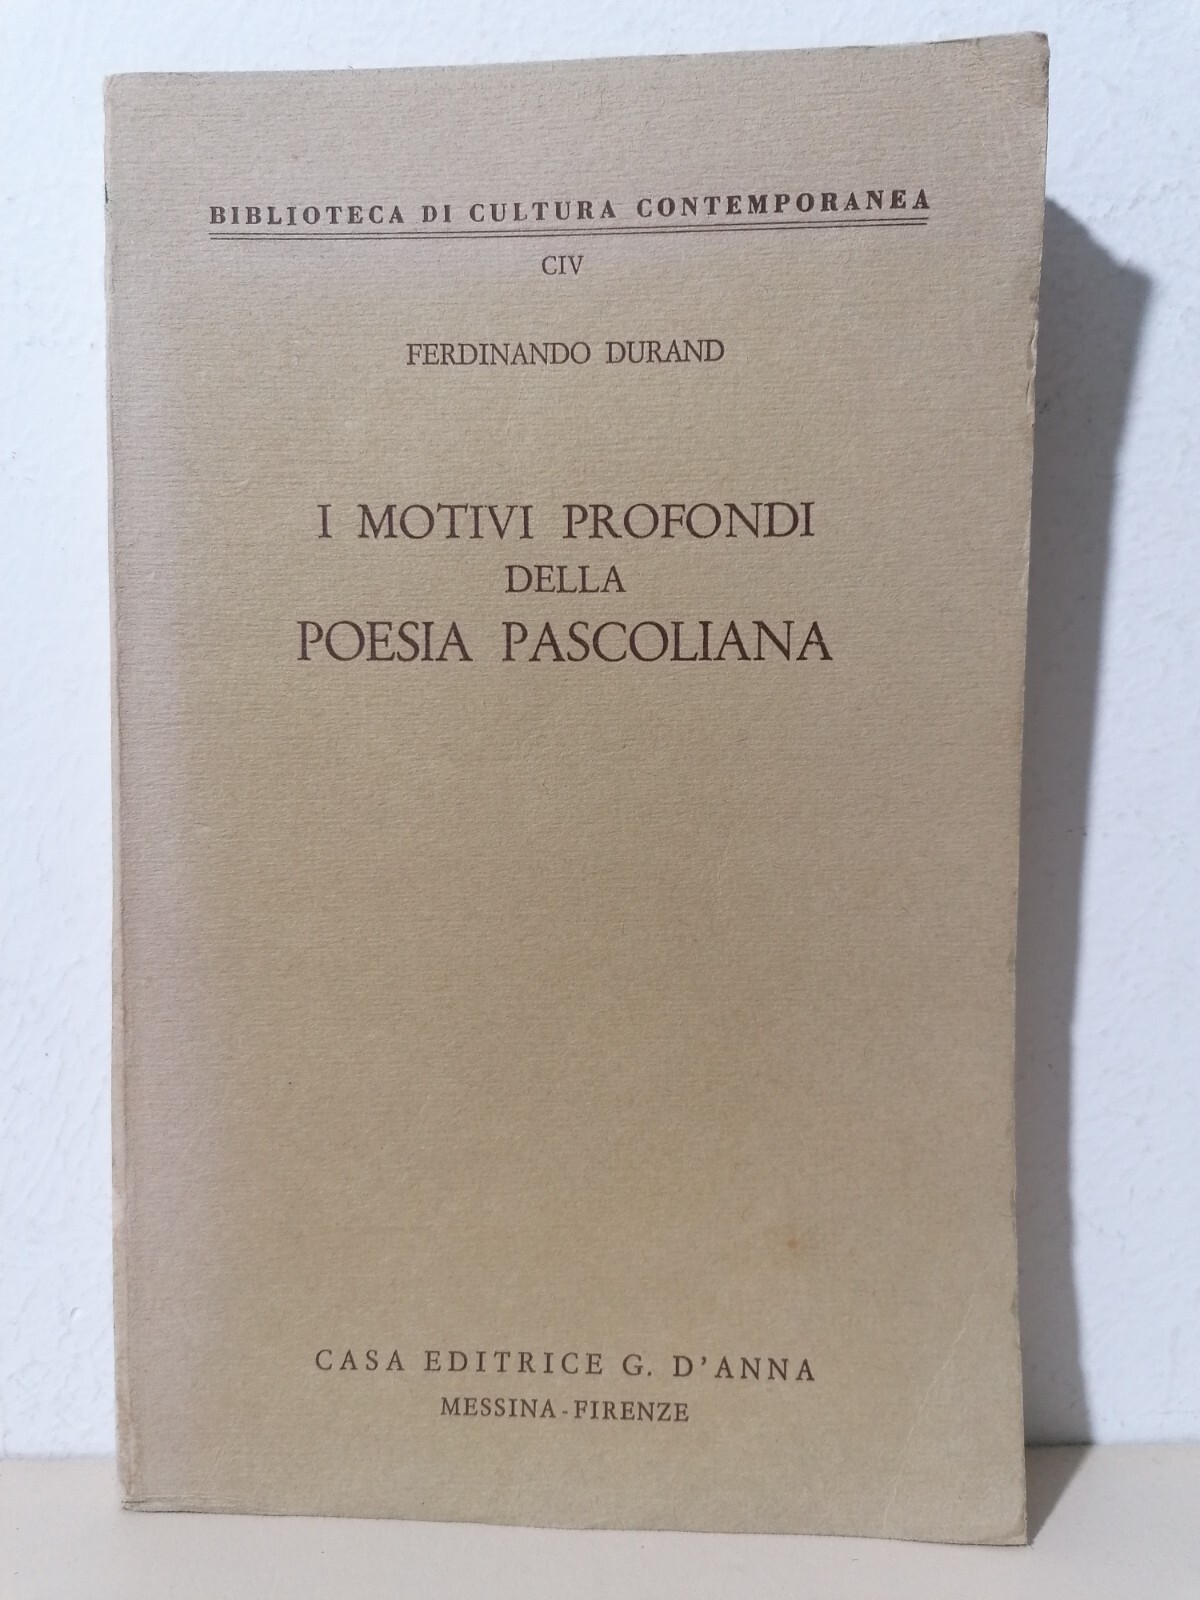 BIBLIOTECA DI CULTURA CONTEMPORANEA
CIV
FERDINANDO DURAND
I MOTIVI PROFONDI
DELLA
POESIA PASCOLIANA
CASA EDITRICE G. D'ANNA
MESSINA - FIRENZE